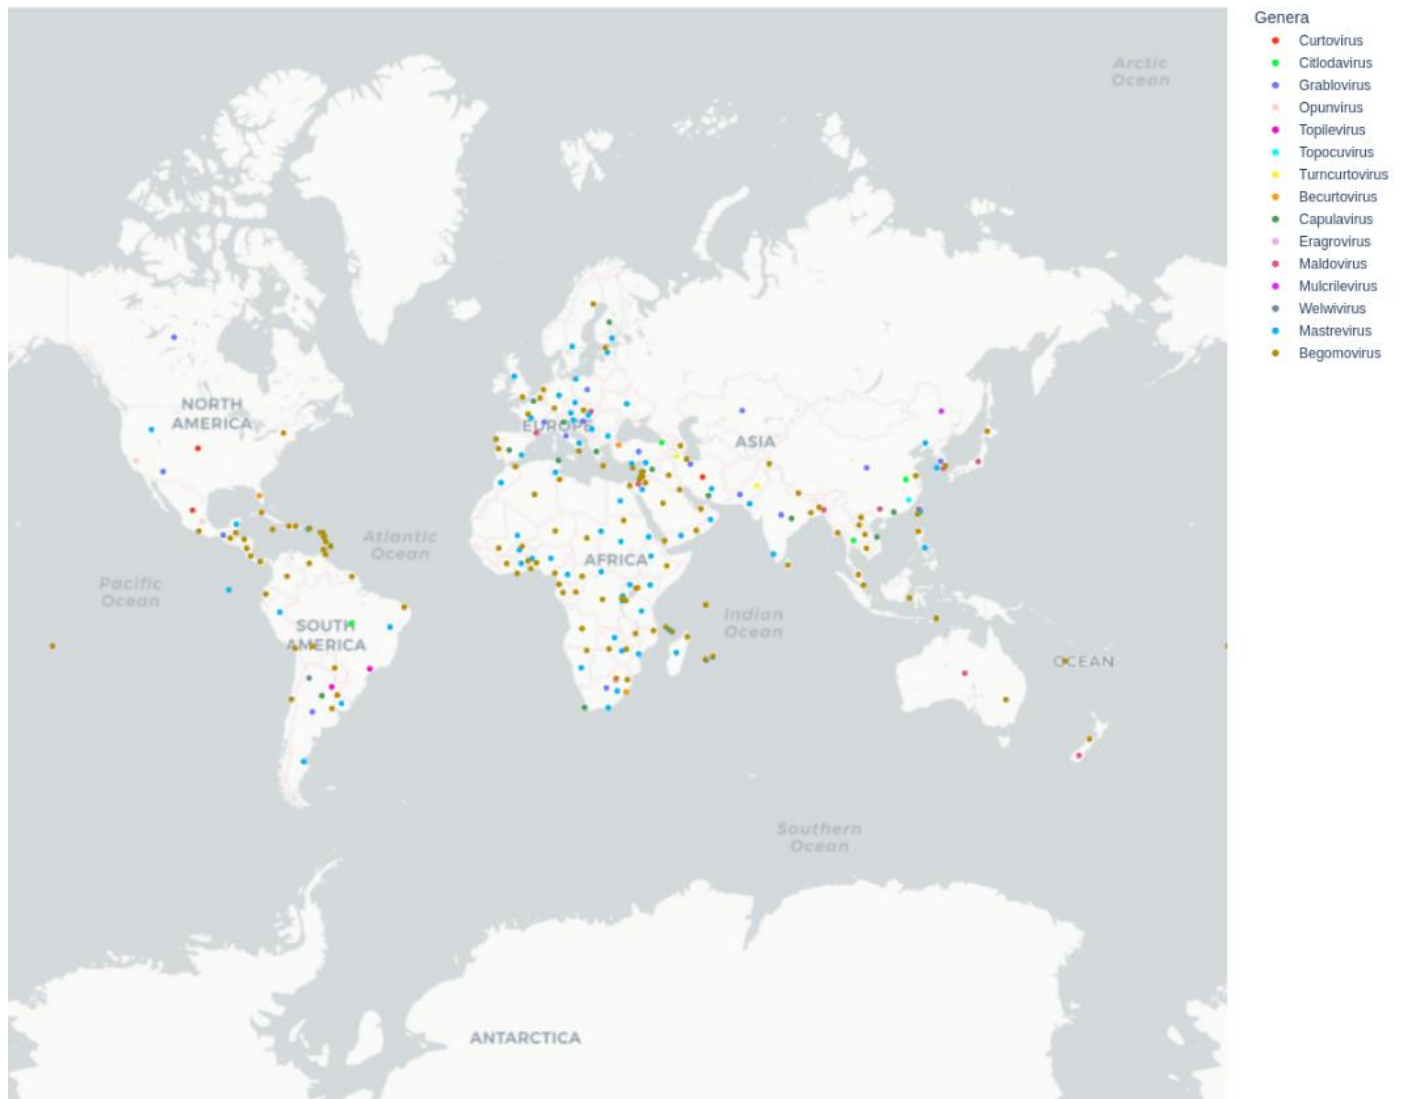 Genera
Curtovirus
Citlodavirus
Grablovirus
Opunvirus
Topilevirus
Topocuvirus
Turncurtovirus
Becurtovirus
Capulavirus
Eragrovirus
Maldovirus
Mulcrilevirus
Welwivirus
Mastrevirus
Begomovirus
Arctic
Ocean
NORTH
AMERICA
EUROPE
ASIA
Atlantic
Ocean
AFRICA
Pacific
Ocean
SOUTH
AMERICA
Indian
Ocean
OCEAN
Southern
Ocean
ANTARCTICA